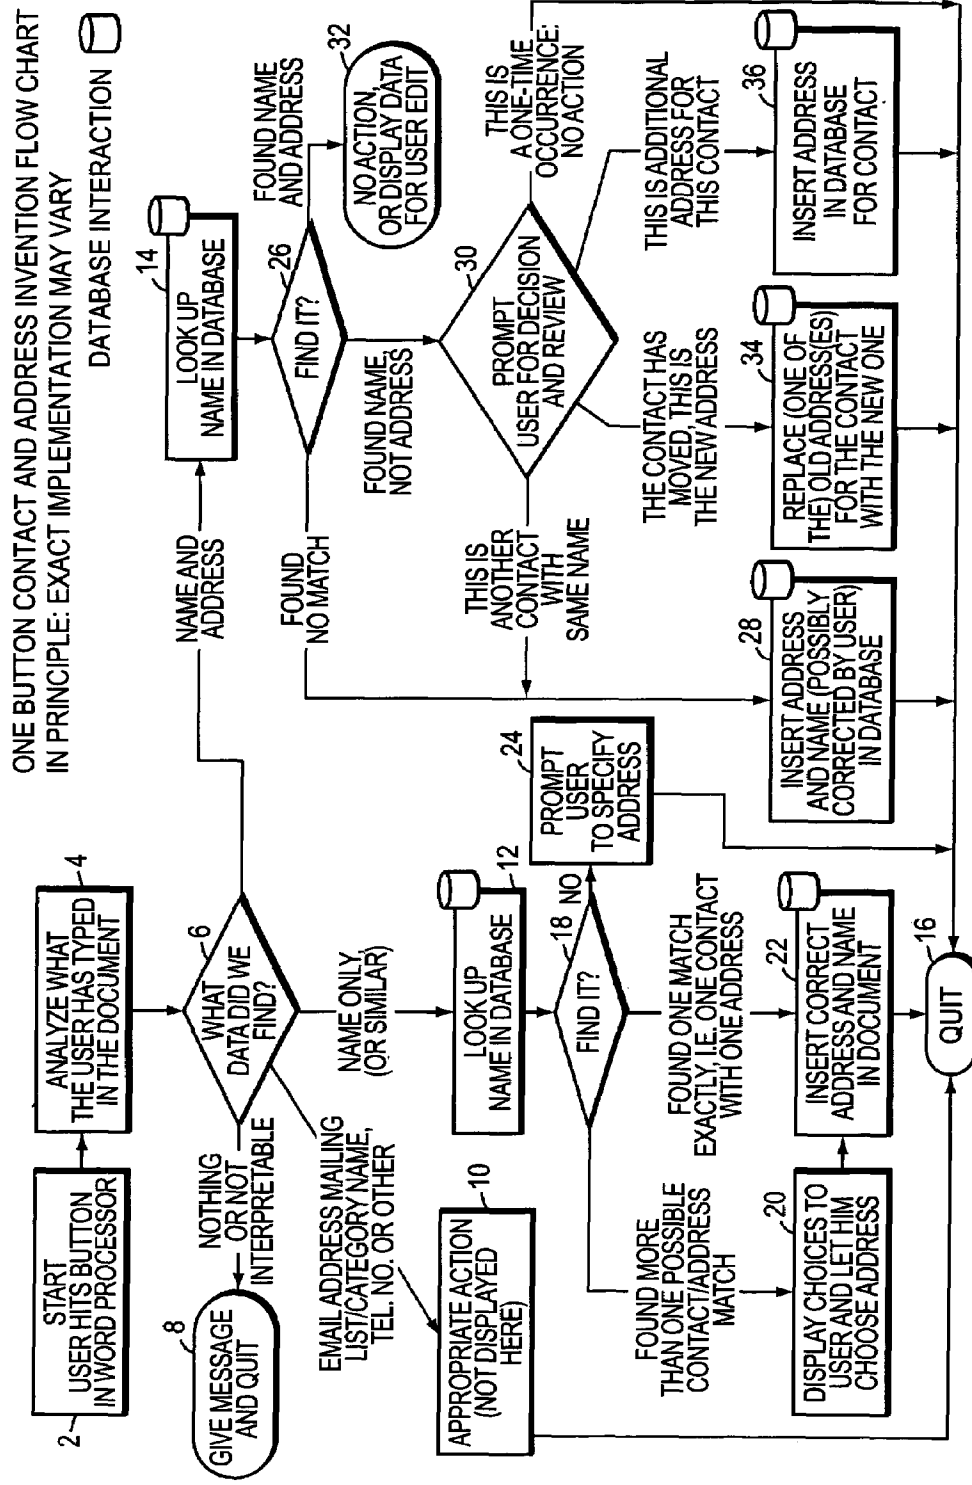 ONE BUTTON CONTACT AND ADDRESS INVENTION FLOW CHART
IN PRINCIPLE: EXACT IMPLEMENTATION MAY VARY
DATABASE INTERACTION
START
USER HITS BUTTON
IN WORD PROCESSOR
2
ANALYZE WHAT
THE USER HAS TYPED
IN THE DOCUMENT
4
WHAT
DATA DID WE
FIND?
6
NOTHING
OR NOT
INTERPRETABLE
GIVE MESSAGE
AND QUIT
8
EMAIL ADDRESS MAILING
LIST/CATEGORY NAME,
TEL. NO. OR OTHER
APPROPRIATE ACTION
(NOT DISPLAYED
HERE)
10
NAME ONLY,
(OR SIMILAR)
LOOK UP
NAME IN DATABASE
12
NAME AND
ADDRESS
LOOK UP
NAME IN DATABASE
14
FIND IT?
18
NO
PROMPT
USER
TO SPECIFY
ADDRESS
24
FOUND MORE
THAN ONE POSSIBLE
CONTACT/ADDRESS
MATCH
FOUND ONE MATCH
EXACTLY, I.E. ONE CONTACT
WITH ONE ADDRESS
DISPLAY CHOICES TO
USER AND LET HIM
CHOOSE ADDRESS
20
INSERT CORRECT
ADDRESS AND NAME
IN DOCUMENT
22
QUIT
16
FIND IT?
26
FOUND
NO MATCH
FOUND NAME,
NOT ADDRESS
FOUND NAME
AND ADDRESS
NO ACTION,
OR DISPLAY DATA
FOR USER EDIT
32
PROMPT
USER FOR DECISION
AND REVIEW
30
THIS IS
ANOTHER
CONTACT
WITH
SAME NAME
THE CONTACT HAS
MOVED, THIS IS
THE NEW ADDRESS
THIS IS ADDITIONAL
ADDRESS FOR
THIS CONTACT
THIS IS
A ONE-TIME
OCCURRENCE:
NO ACTION
INSERT ADDRESS
AND NAME (POSSIBLY
CORRECTED BY USER)
IN DATABASE
28
REPLACE (ONE OF
THE) OLD ADDRESS(ES)
FOR THE CONTACT
WITH THE NEW ONE
34
INSERT ADDRESS
IN DATABASE
FOR CONTACT
36